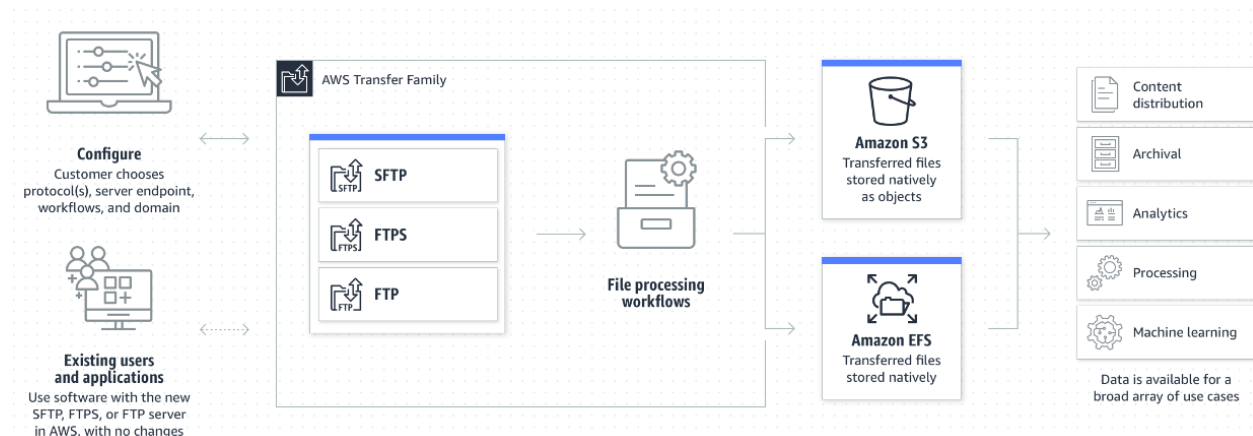 Configure
Customer chooses
protocol(s), server endpoint,
workflows, and domain
Existing users
and applications
Use software with the new
SFTP, FTPS, or FTP server
in AWS, with no changes
AWS Transfer Family
SFTP
SFTP
FTPS
FTPS
FTP
FTP
File processing
workflows
Amazon S3
Transferred files
stored natively
as objects
Amazon EFS
Transferred files
stored natively
Content
distribution
Archival
Analytics
Processing
Machine learning
Data is available for a
broad array of use cases